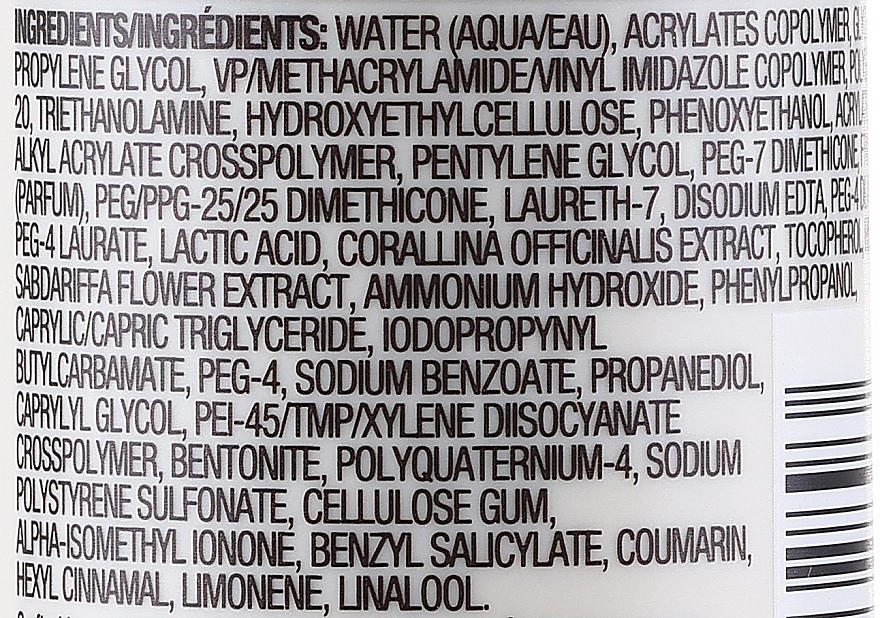 INGREDIENTS/INGRÉDIENTS: WATER (AQUA/EAU), ACRYLATES COPOLYMER,
PROPYLENE GLYCOL, VP/METHACRYLAMIDE/VINYL IMIDAZOLE COPOLYMER,
20, TRIETHANOLAMINE, HYDROXYETHYLCELLULOSE, PHENOXYETHANOL,
ALKYL ACRYLATE CROSSPOLYMER, PENTYLENE GLYCOL, PEG-7 DIMETHICONE
(PARFUM), PEG/PPG-25/25 DIMETHICONE, LAURETH-7, DISODIUM EDTA, PEG-4
PEG-4 LAURATE, LACTIC ACID, CORALLINA OFFICINALIS EXTRACT, TOCOPHEROL
SABDARIFFA FLOWER EXTRACT, AMMONIUM HYDROXIDE, PHENYLPROPANOL,
CAPRYLIC/CAPRIC TRIGLYCERIDE, IODOPROPYNYL
BUTYLCARBAMATE, PEG-4, SODIUM BENZOATE, PROPANEDIOL,
CAPRYLYL GLYCOL, PEI-45/TMP/XYLENE DIISOCYANATE
CROSSPOLYMER, BENTONITE, POLYQUATERNIUM-4, SODIUM
POLYSTYRENE SULFONATE, CELLULOSE GUM,
ALPHA-ISOMETHYL IONONE, BENZYL SALICYLATE, COUMARIN,
HEXYL CINNAMAL, LIMONENE, LINALOOL.